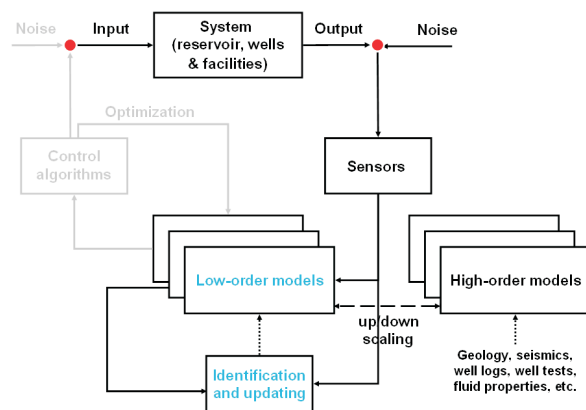 Noise
Input
System
(reservoir, wells
& facilities)
Output
Noise
Optimization
Control
algorithms
Sensors
Low-order models
High-order models
up/down
scaling
Identification
and updating
Geology, seismics,
well logs, well tests,
fluid properties, etc.